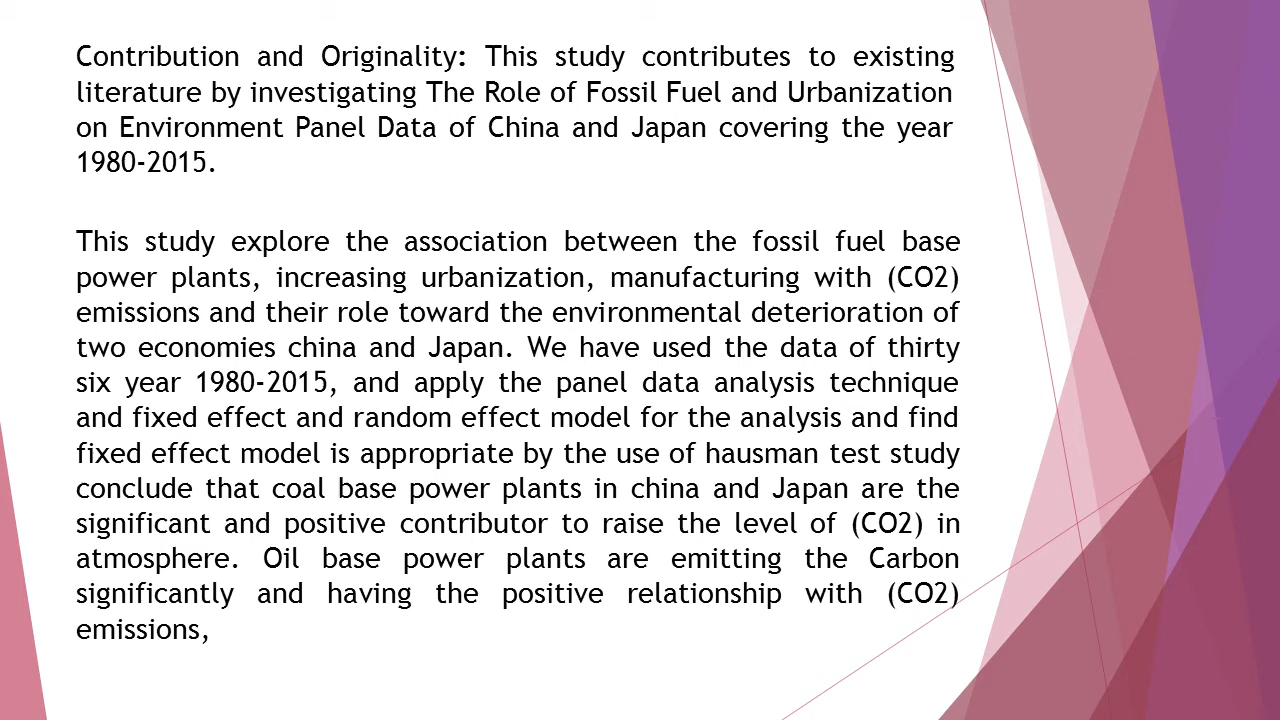 Contribution and Originality: This study contributes to existing
literature by investigating The Role of Fossil Fuel and Urbanization
on Environment Panel Data of China and Japan covering the year
1980-2015.
This study explore the association between the fossil fuel base
power plants, increasing urbanization, manufacturing with (CO2)
emissions and their role toward the environmental deterioration of
two economies china and Japan. We have used the data of thirty
six year 1980-2015, and apply the panel data analysis technique
and fixed effect and random effect model for the analysis and find
fixed effect model is appropriate by the use of hausman test study
conclude that coal base power plants in china and Japan are the
significant and positive contributor to raise the level of (CO2) in
atmosphere. Oil base power plants are emitting the Carbon
significantly and having the positive relationship with (CO2)
emissions,